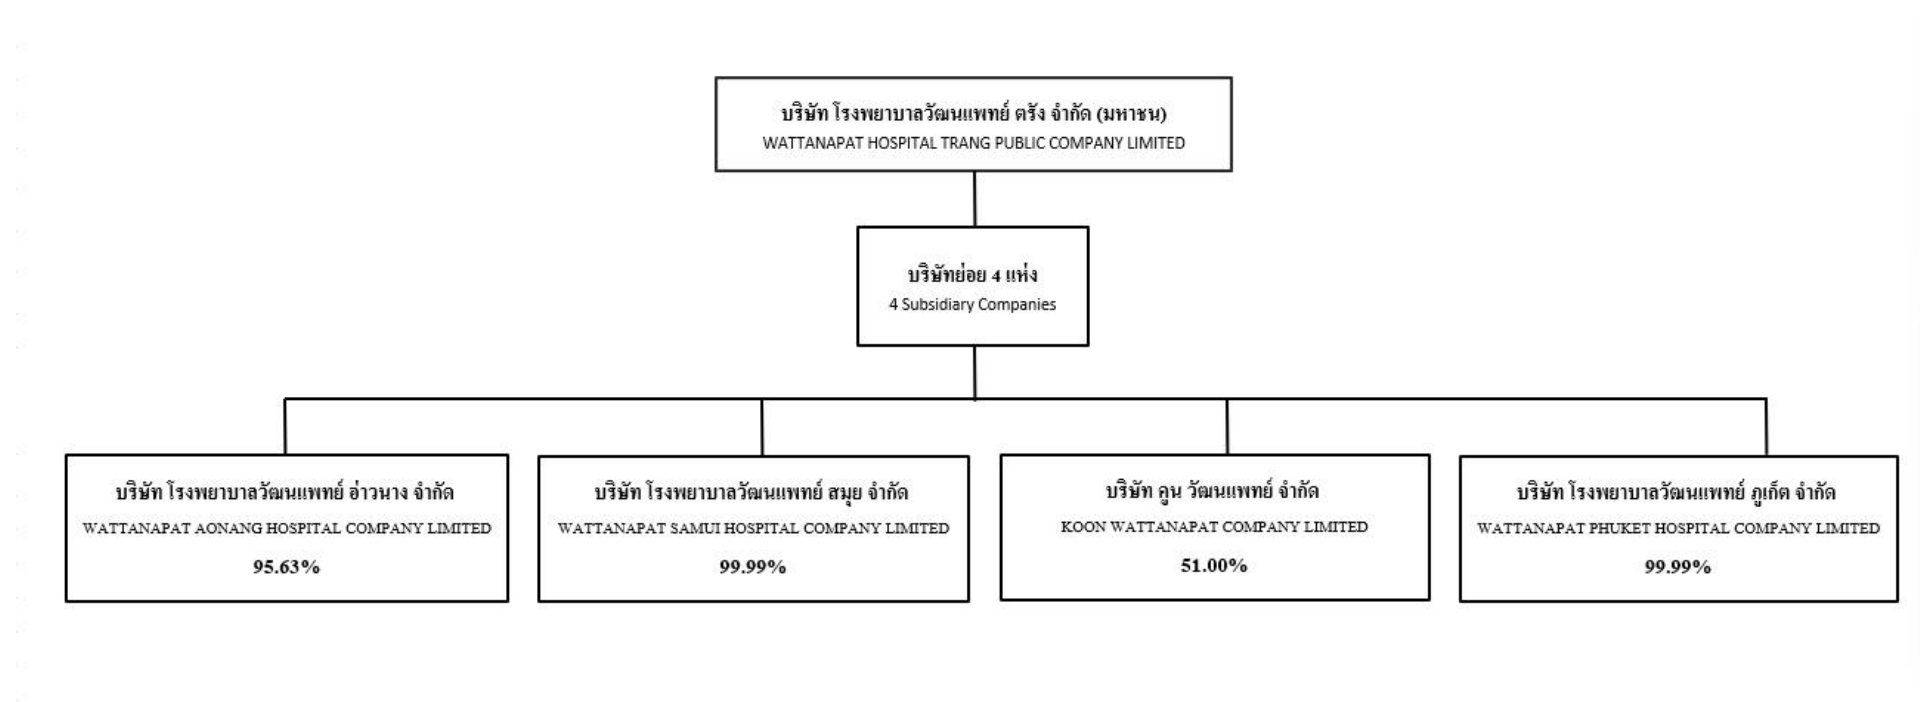 บริษัท โรงพยาบาลวัฒนแพทย์ ตรัง จำกัด (มหาชน)
WATTANAPAT HOSPITAL TRANG PUBLIC COMPANY LIMITED
บริษัทย่อย 4 แห่ง
4 Subsidiary Companies
บริษัท โรงพยาบาลวัฒนแพทย์ อ่าวนาง จำกัด
WATTANAPAT AONANG HOSPITAL COMPANY LIMITED
95.63%
บริษัท โรงพยาบาลวัฒนแพทย์ สมุย จำกัด
WATTANAPAT SAMUI HOSPITAL COMPANY LIMITED
99.99%
บริษัท คูน วัฒนแพทย์ จำกัด
KOON WATTANAPAT COMPANY LIMITED
51.00%
บริษัท โรงพยาบาลวัฒนแพทย์ ภูเก็ต จำกัด
WATTANAPAT PHUKET HOSPITAL COMPANY LIMITED
99.99%